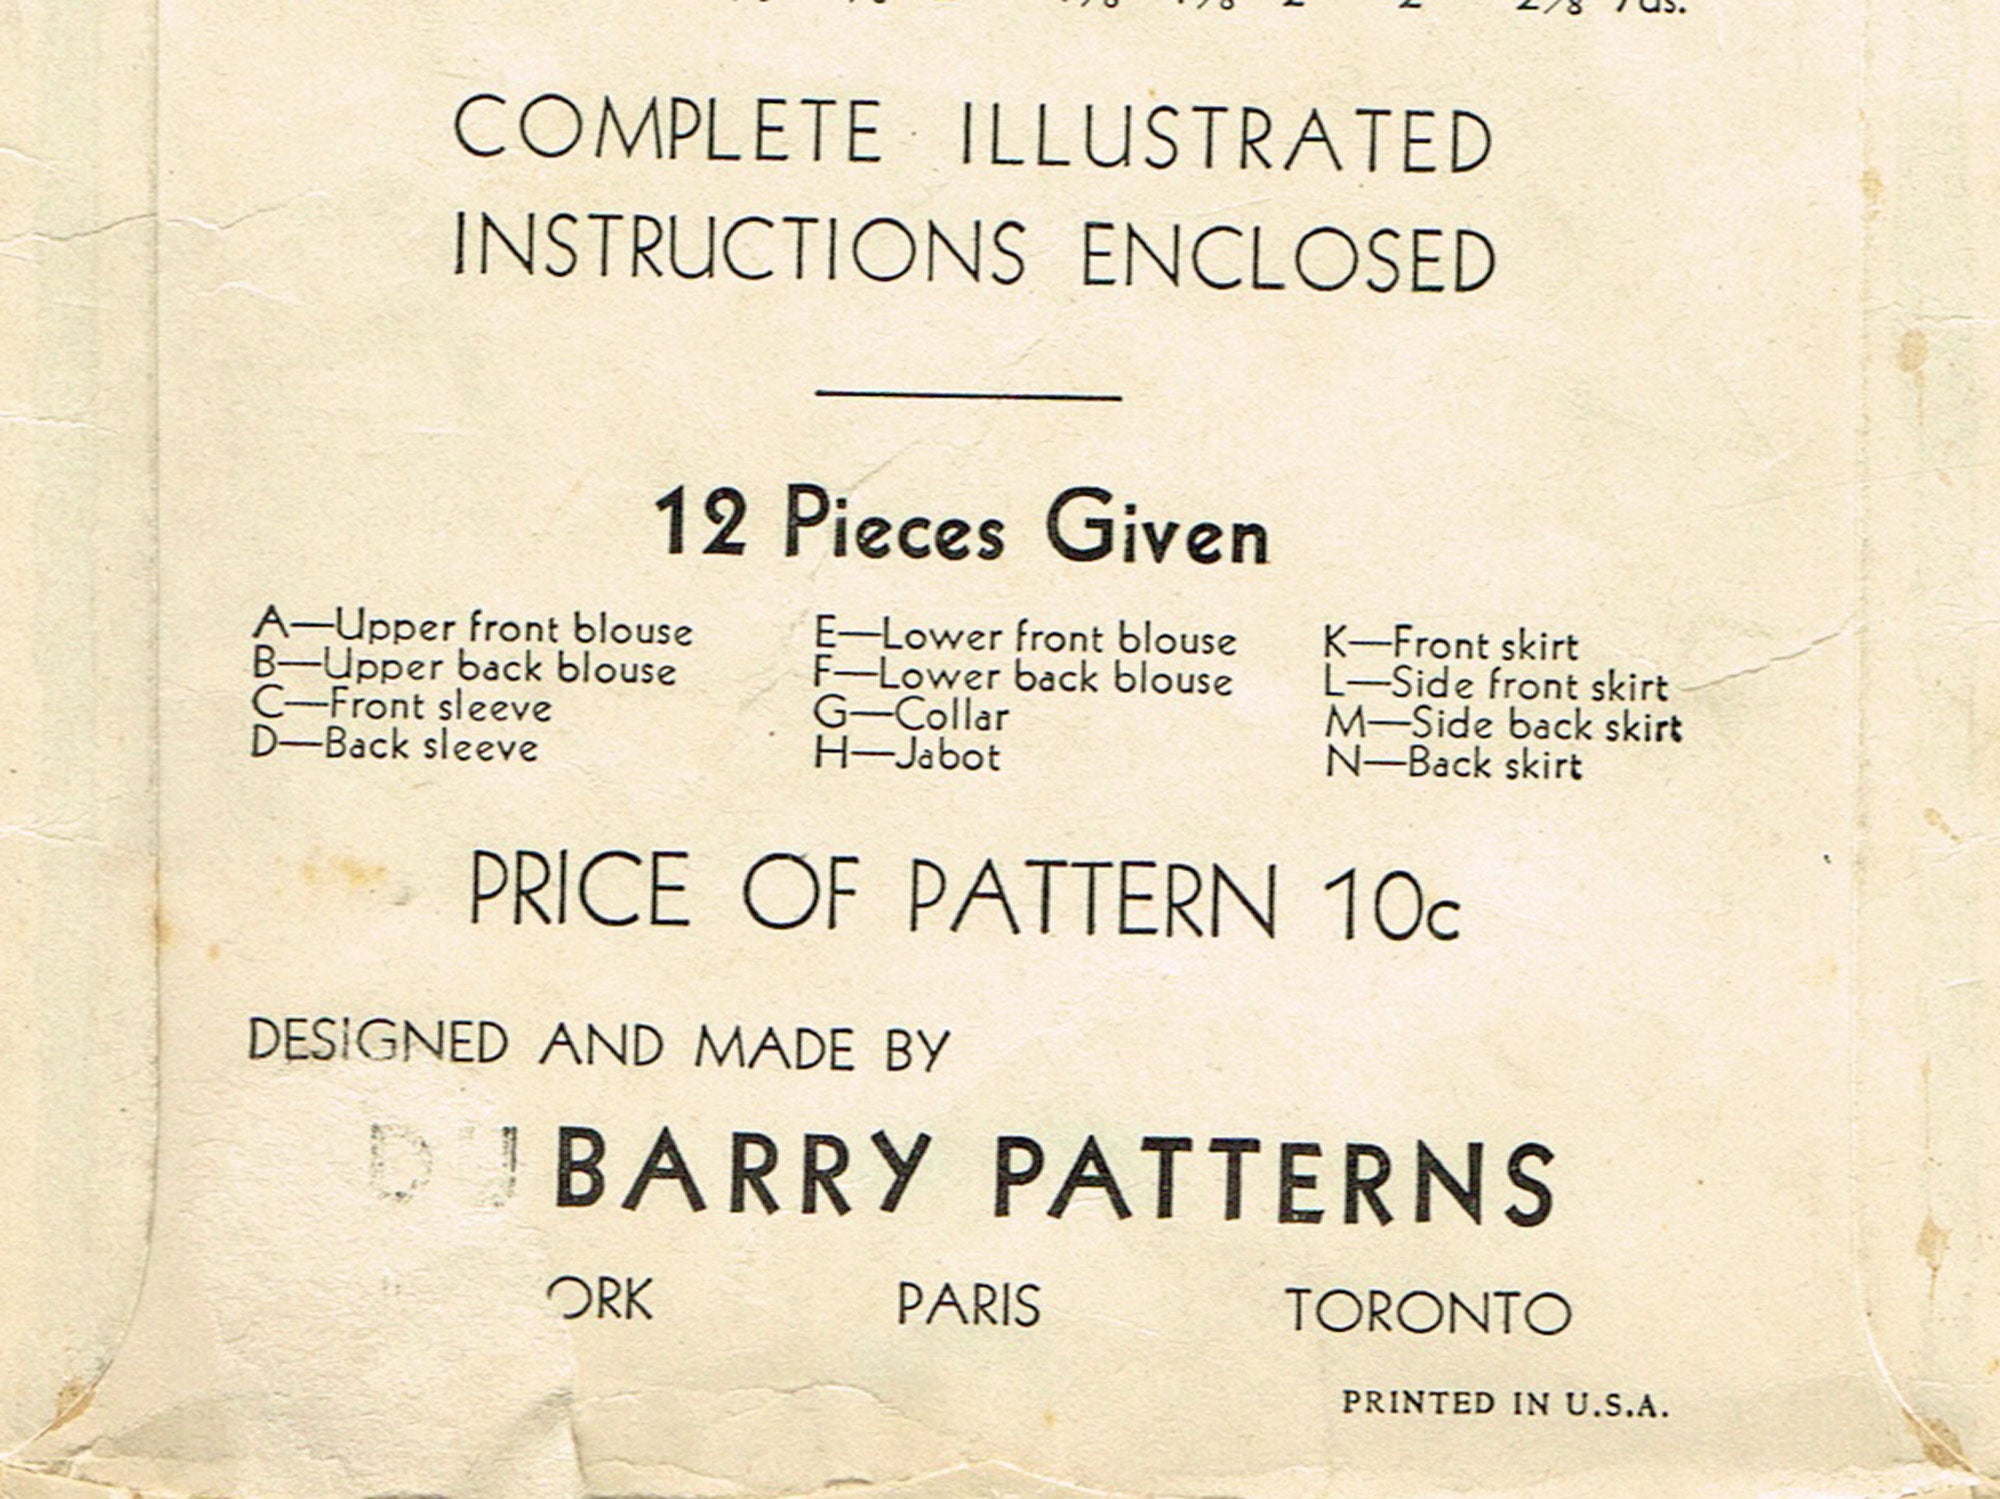 COMPLETE ILLUSTRATED
INSTRUCTIONS ENCLOSED
12 Pieces Given
A—Upper front blouse
B—Upper back blouse
C—Front sleeve
D—Back sleeve
E—Lower front blouse
F—Lower back blouse
G—Collar
H—Jabot
K—Front skirt
L—Side front skirt
M—Side back skirt
N—Back skirt
PRICE OF PATTERN 10c
DESIGNED AND MADE BY
DU BARRY PATTERNS
ORK PARIS TORONTO
PRINTED IN U.S.A.